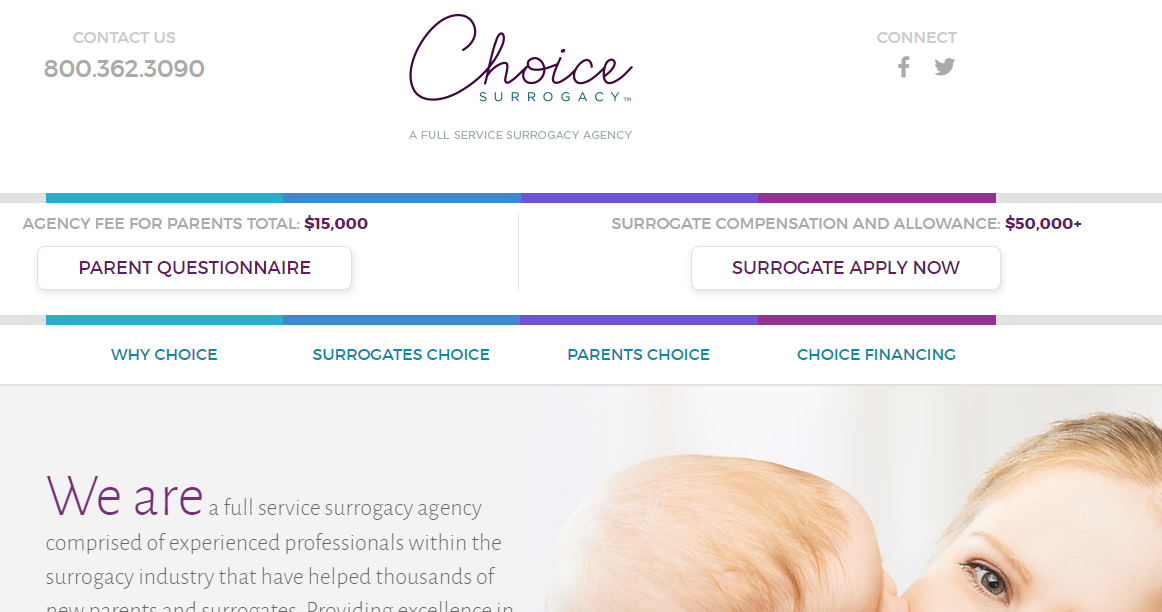 CONTACT US
800.362.3090
Choice
SURROGACY™
A FULL SERVICE SURROGACY AGENCY
CONNECT
AGENCY FEE FOR PARENTS TOTAL: $15,000
PARENT QUESTIONNAIRE
SURROGATE COMPENSATION AND ALLOWANCE: $50,000+
SURROGATE APPLY NOW
WHY CHOICE
SURROGATES CHOICE
PARENTS CHOICE
CHOICE FINANCING
We are a full service surrogacy agency
comprised of experienced professionals within the
surrogacy industry that have helped thousands of
new parents and surrogates. Providing excellence in